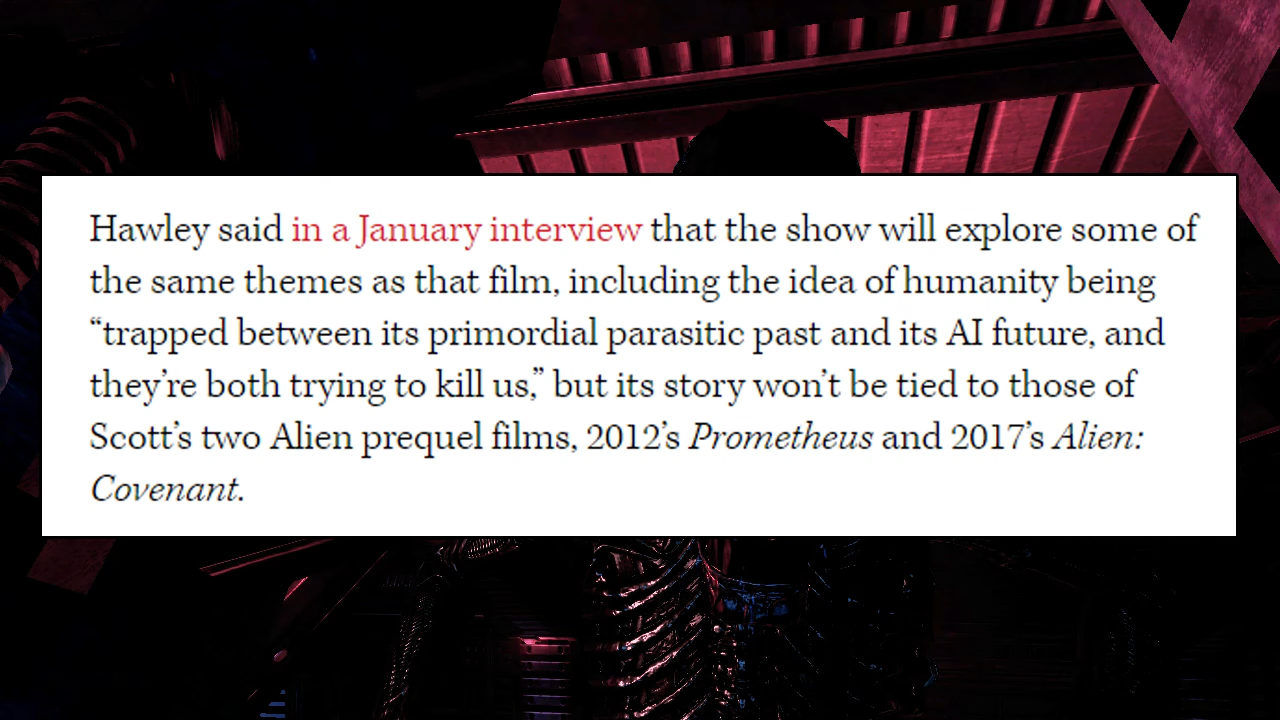 Hawley said in a January interview that the show will explore some of
the same themes as that film, including the idea of humanity being
“trapped between its primordial parasitic past and its AI future, and
they’re both trying to kill us,” but its story won’t be tied to those of
Scott’s two Alien prequel films, 2012’s Prometheus and 2017’s Alien:
Covenant.